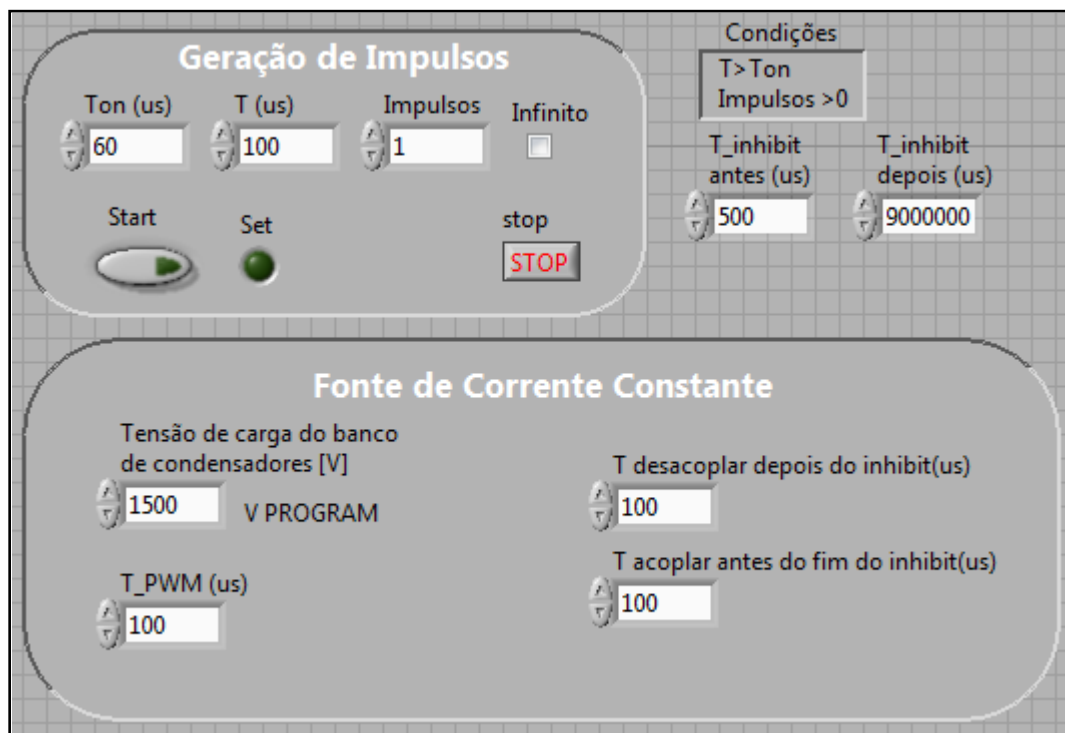 Geração de Impulsos
Ton (us)
T (us)
Impulsos
Infinito
60
100
1
Start
Set
stop
STOP
Condições
T>Ton
Impulsos >0
T_inhibit
antes (us)
T_inhibit
depois (us)
500
9000000
Fonte de Corrente Constante
Tensão de carga do banco
de condensadores [V]
1500
V PROGRAM
T_PWM (us)
100
T desacoplar depois do inhibit(us)
100
T acoplar antes do fim do inhibit(us)
100